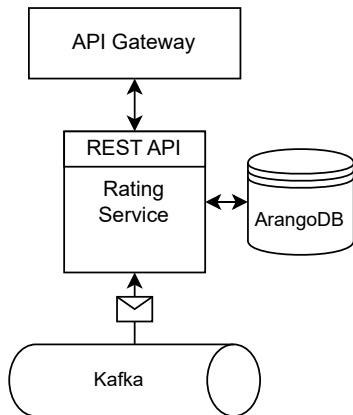 API Gateway
REST API
Rating
Service
ArangoDB
Kafka